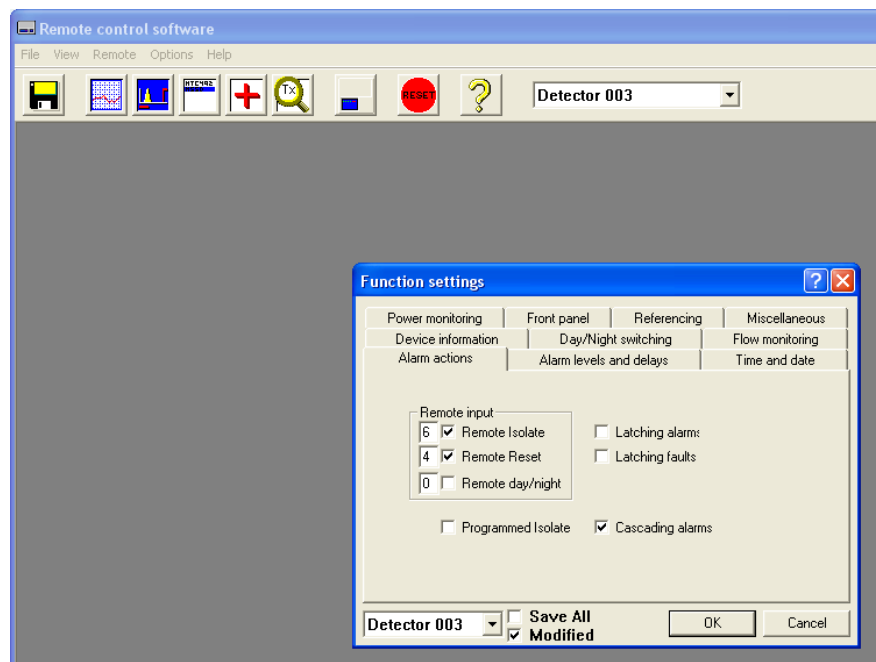 Remote control software
File View Remote Options Help
HTC492 Tx RESET Detector 003
Function settings
Power monitoring Front panel Referencing Miscellaneous
Device information Day/Night switching Flow monitoring
Alarm actions Alarm levels and delays Time and date
Remote input
6 Remote Isolate Latching alarms
4 Remote Reset Latching faults
0 Remote day/night
Programmed Isolate Cascading alarms
Detector 003 Save All
Modified OK Cancel